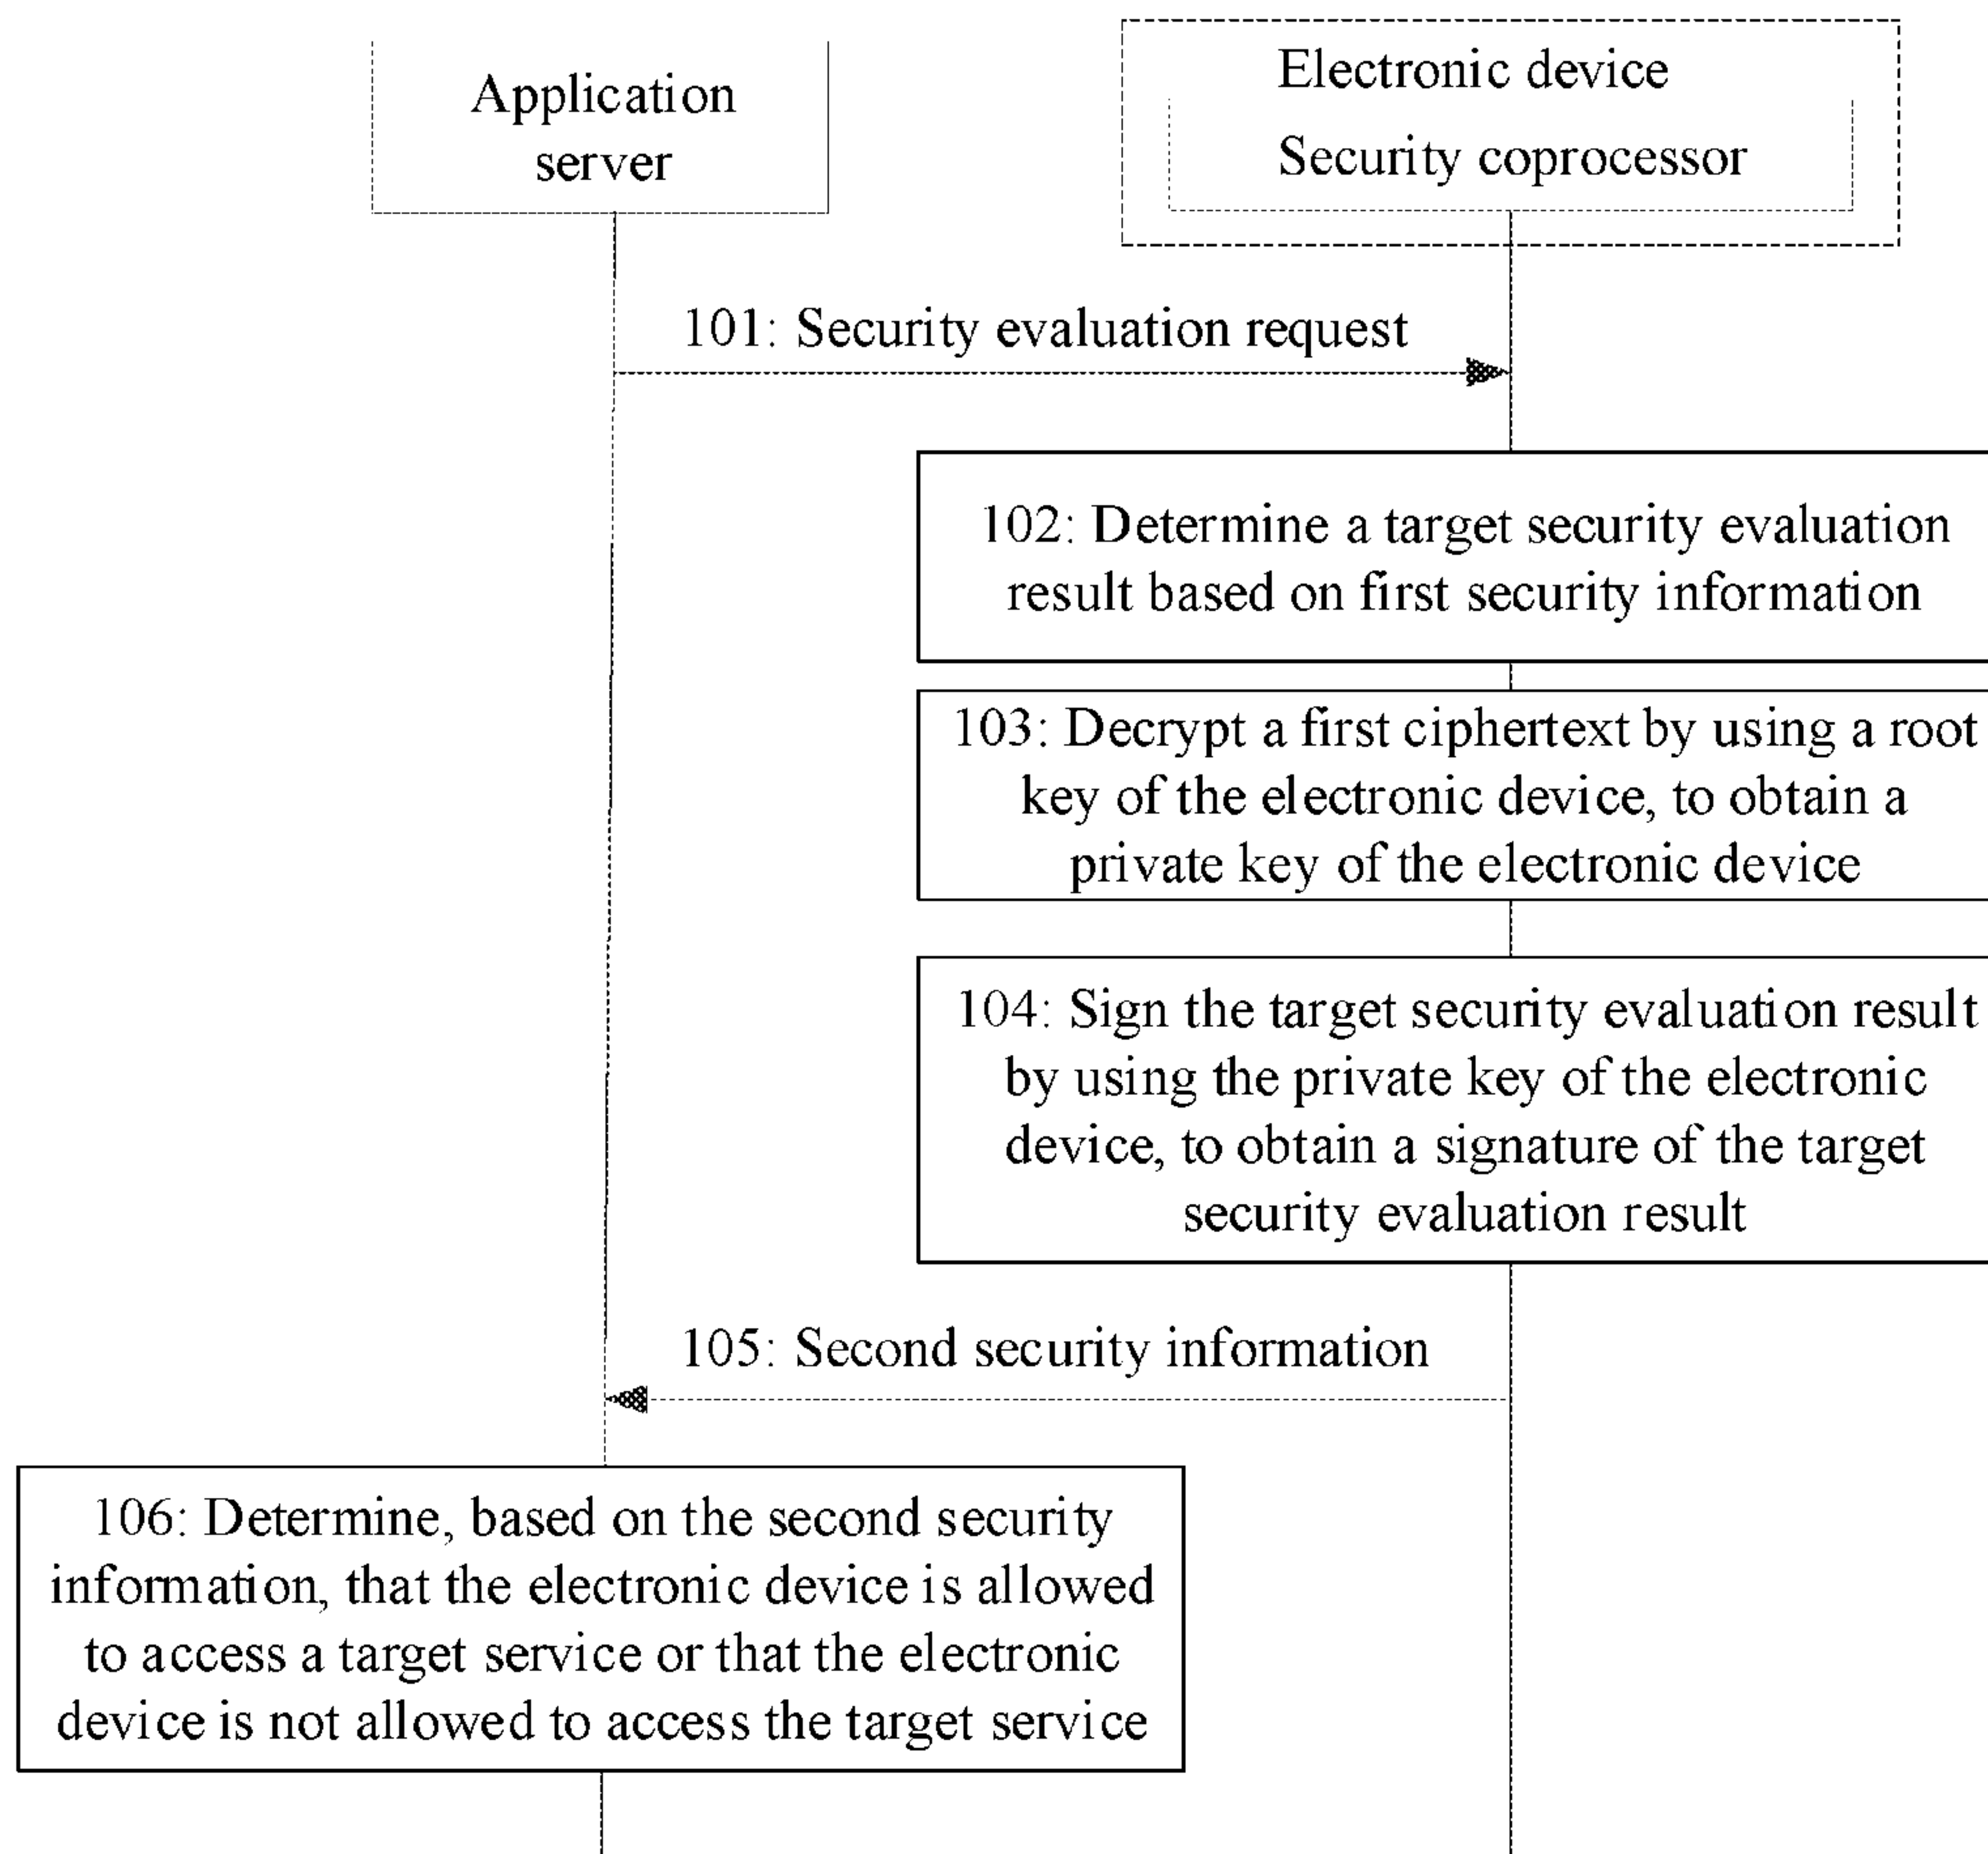 Application
server
Electronic device
Security coprocessor
101: Security evaluation request
102: Determine a target security evaluation
result based on first security information
103: Decrypt a first ciphertext by using a root
key of the electronic device, to obtain a
private key of the electronic device
104: Sign the target security evaluation result
by using the private key of the electronic
device, to obtain a signature of the target
security evaluation result
105: Second security information
106: Determine, based on the second security
information, that the electronic device is allowed
to access a target service or that the electronic
device is not allowed to access the target service